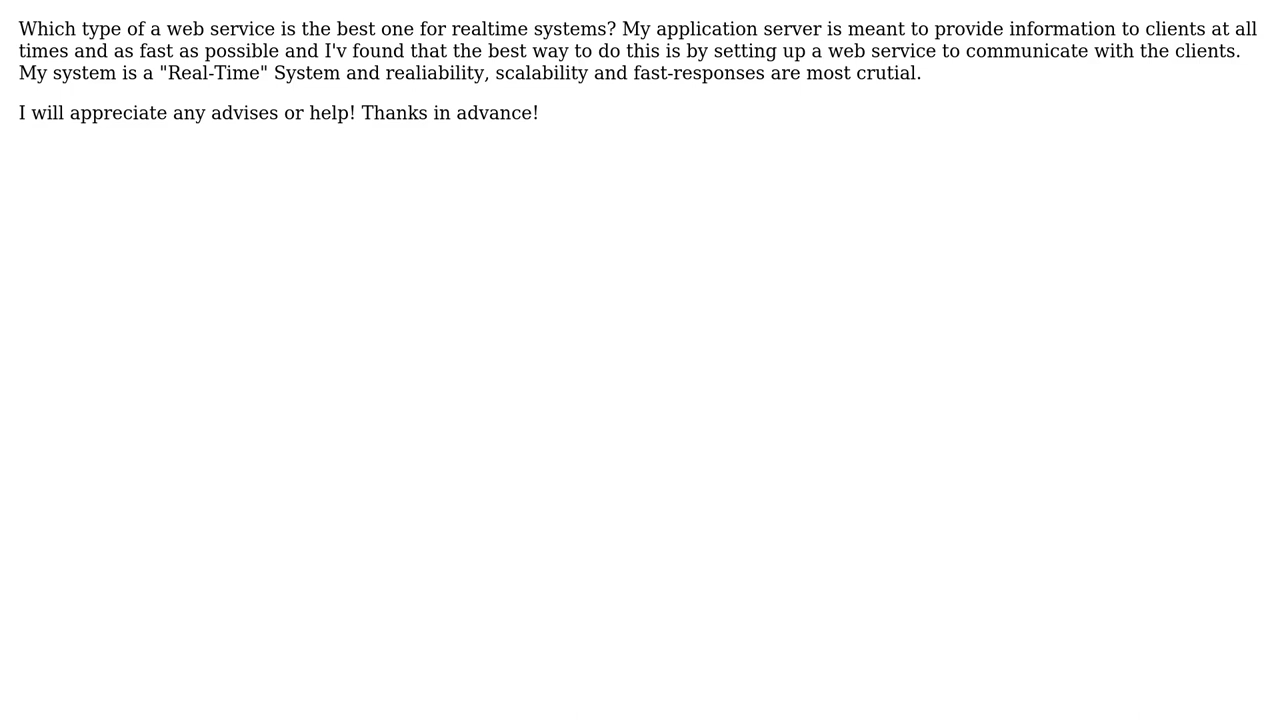 Which type of a web service is the best one for realtime systems? My application server is meant to provide information to clients at all
times and as fast as possible and I'v found that the best way to do this is by setting up a web service to communicate with the clients.
My system is a "Real-Time" System and realiability, scalability and fast-responses are most crutial.
I will appreciate any advises or help! Thanks in advance!